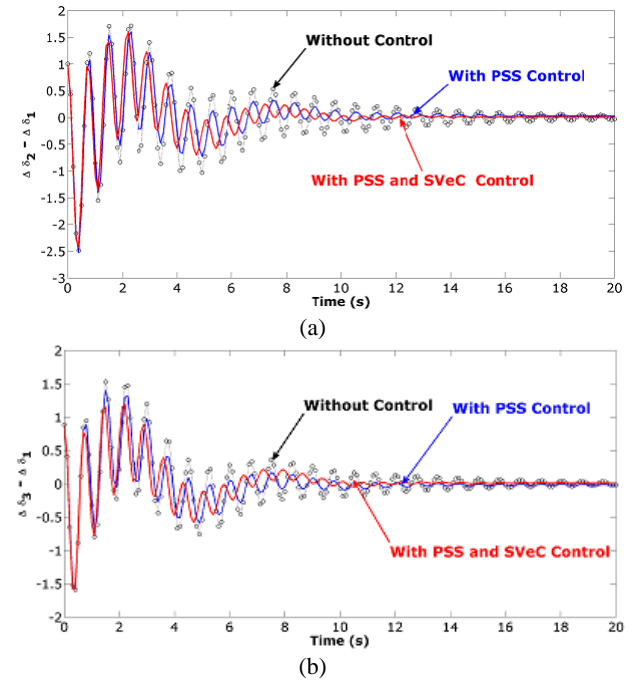 2
1.5
1
0.5
0
-0.5
-1
-1.5
-2
-2.5
-3
Δ δ₂ – Δ δ₁
Without Control
With PSS Control
With PSS and SVeC Control
0 2 4 6 8 10 12 14 16 18 20
Time (s)
(a)
2
1.5
1
0.5
0
-0.5
-1
-1.5
-2
Δ δ₃ – Δ δ₁
Without Control
With PSS Control
With PSS and SVeC Control
0 2 4 6 8 10 12 14 16 18 20
Time (s)
(b)